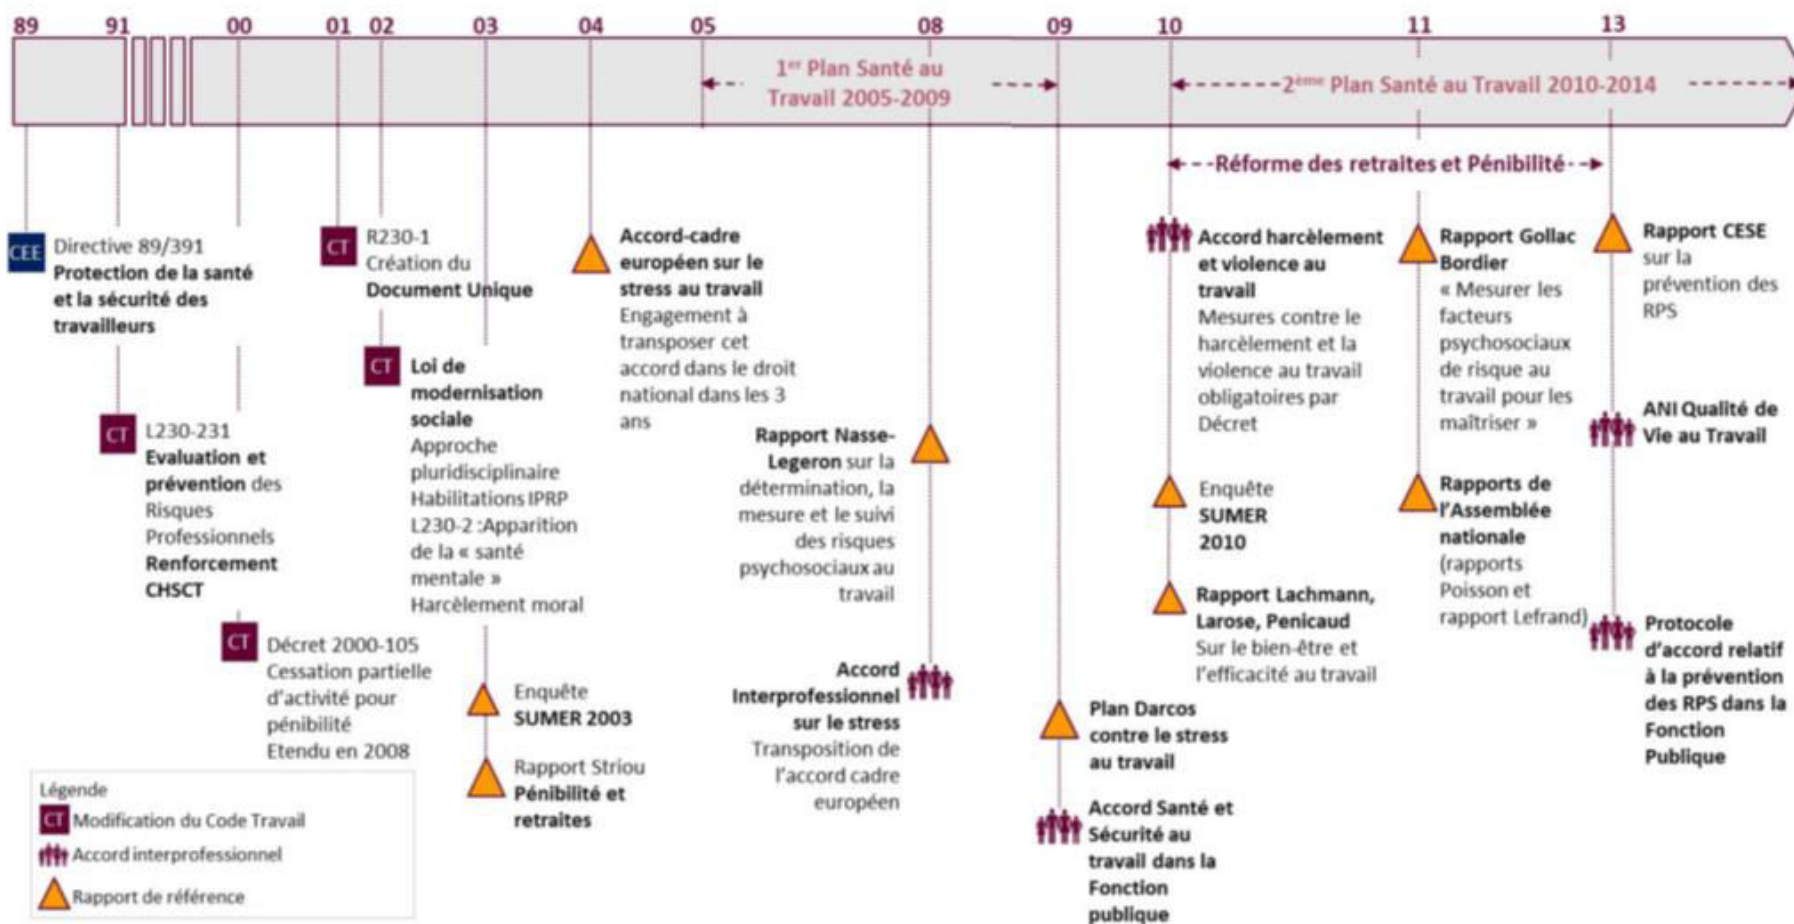 89 91 00 01 02 03 04 05 08 09 10 11 13
1er Plan Santé au
Travail 2005-2009
2ème Plan Santé au Travail 2010-2014
Réforme des retraites et Pénibilité
CEE
Directive 89/391
Protection de la santé
et la sécurité des
travailleurs
CT
L230-231
Evaluation et
prévention des
Risques
Professionnels
Renforcement
CHSCT
CT
Décret 2000-105
Cessation partielle
d'activité pour
pénibilité
Etendu en 2008
CT
R230-1
Création du
Document Unique
CT
Loi de
modernisation
sociale
Approche
pluridisciplinaire
Habilitations IPRP
L230-2 :Apparition
de la « santé
mentale »
Harcèlement moral
Enquête
SUMER 2003
Rapport Striou
Pénibilité et
retraites
Accord-cadre
européen sur le
stress au travail
Engagement à
transposer cet
accord dans le droit
national dans les 3
ans
Rapport Nasse-
Legeron sur la
détermination, la
mesure et le suivi
des risques
psychosociaux au
travail
Accord
Interprofessionnel
sur le stress
Transposition de
l'accord cadre
européen
Plan Darcos
contre le stress
au travail
Accord Santé et
Sécurité au
travail dans la
Fonction
publique
Accord harcèlement
et violence au
travail
Mesures contre le
harcèlement et la
violence au travail
obligatoires par
Décret
Enquête
SUMER
2010
Rapport Lachmann,
Larose, Penicaud
Sur le bien-être et
l'efficacité au travail
Rapport Gollac
Bordier
« Mesurer les
facteurs
psychosociaux
de risque au
travail pour les
maîtriser »
Rapports de
l'Assemblée
nationale
(rapports
Poisson et
rapport Lefrand)
Rapport CESE
sur la
prévention des
RPS
ANI Qualité de
Vie au Travail
Protocole
d'accord relatif
à la prévention
des RPS dans la
Fonction
Publique
Légende
CT Modification du Code Travail
Accord interprofessionnel
Rapport de référence